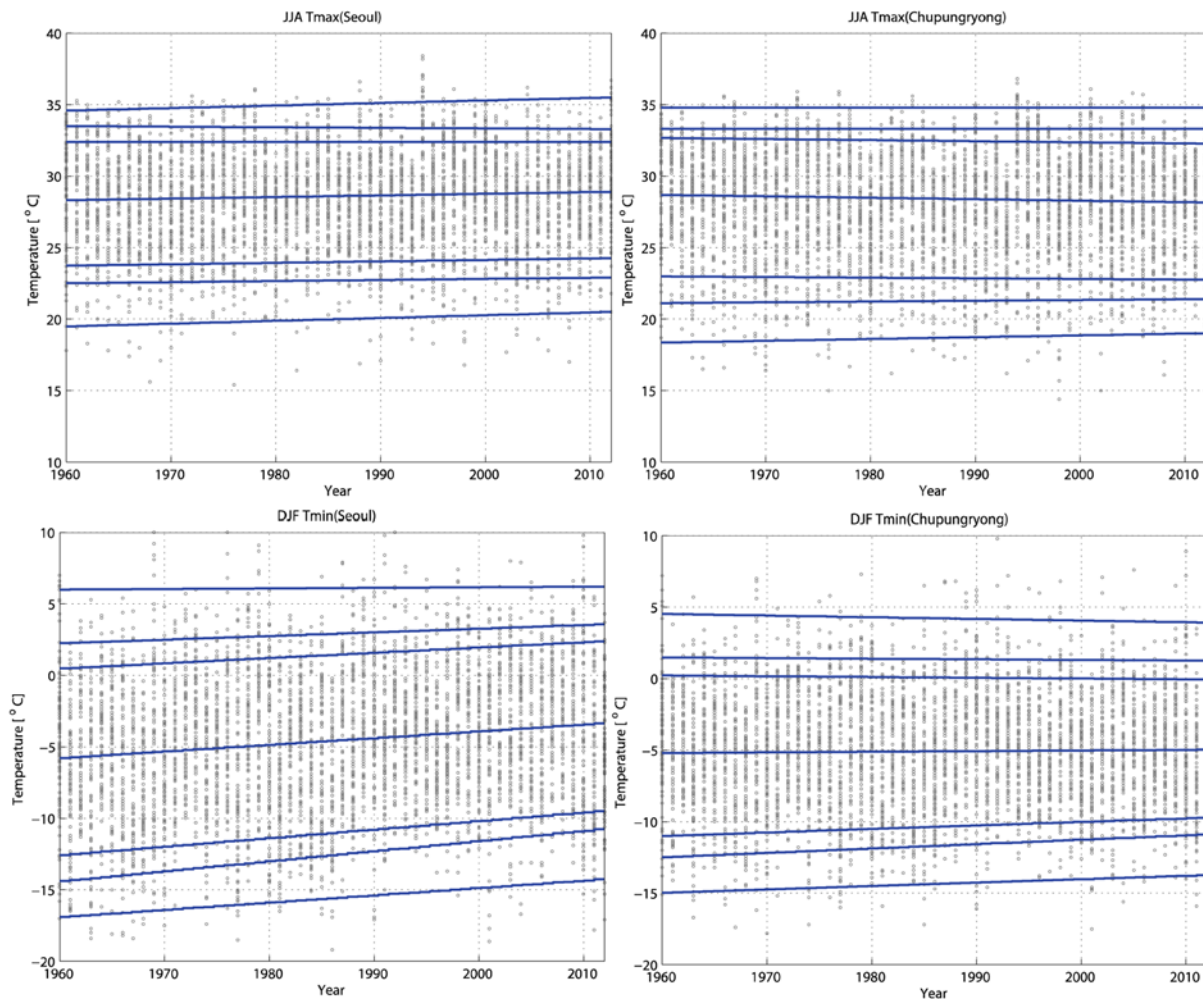 JJA Tmax(Seoul)
40
35
30
25
20
15
10
Temperature [ °C]
1960 1970 1980 1990 2000 2010
Year
JJA Tmax(Chupungryong)
40
35
30
25
20
15
10
Temperature [ °C]
1960 1970 1980 1990 2000 2010
Year
DJF Tmin(Seoul)
10
5
0
−5
−10
−15
−20
Temperature [ °C]
1960 1970 1980 1990 2000 2010
Year
DJF Tmin(Chupungryong)
10
5
0
−5
−10
−15
−20
Temperature [ °C]
1960 1970 1980 1990 2000 2010
Year